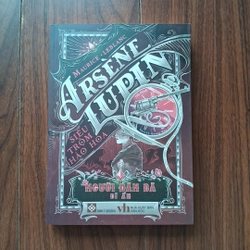 MAURICE LEBLANC
ARSÈNE
LUPIN
SIÊU
TRỘM
HÀO HOA
NGƯỜI ĐÀN BÀ
BÍ ẨN